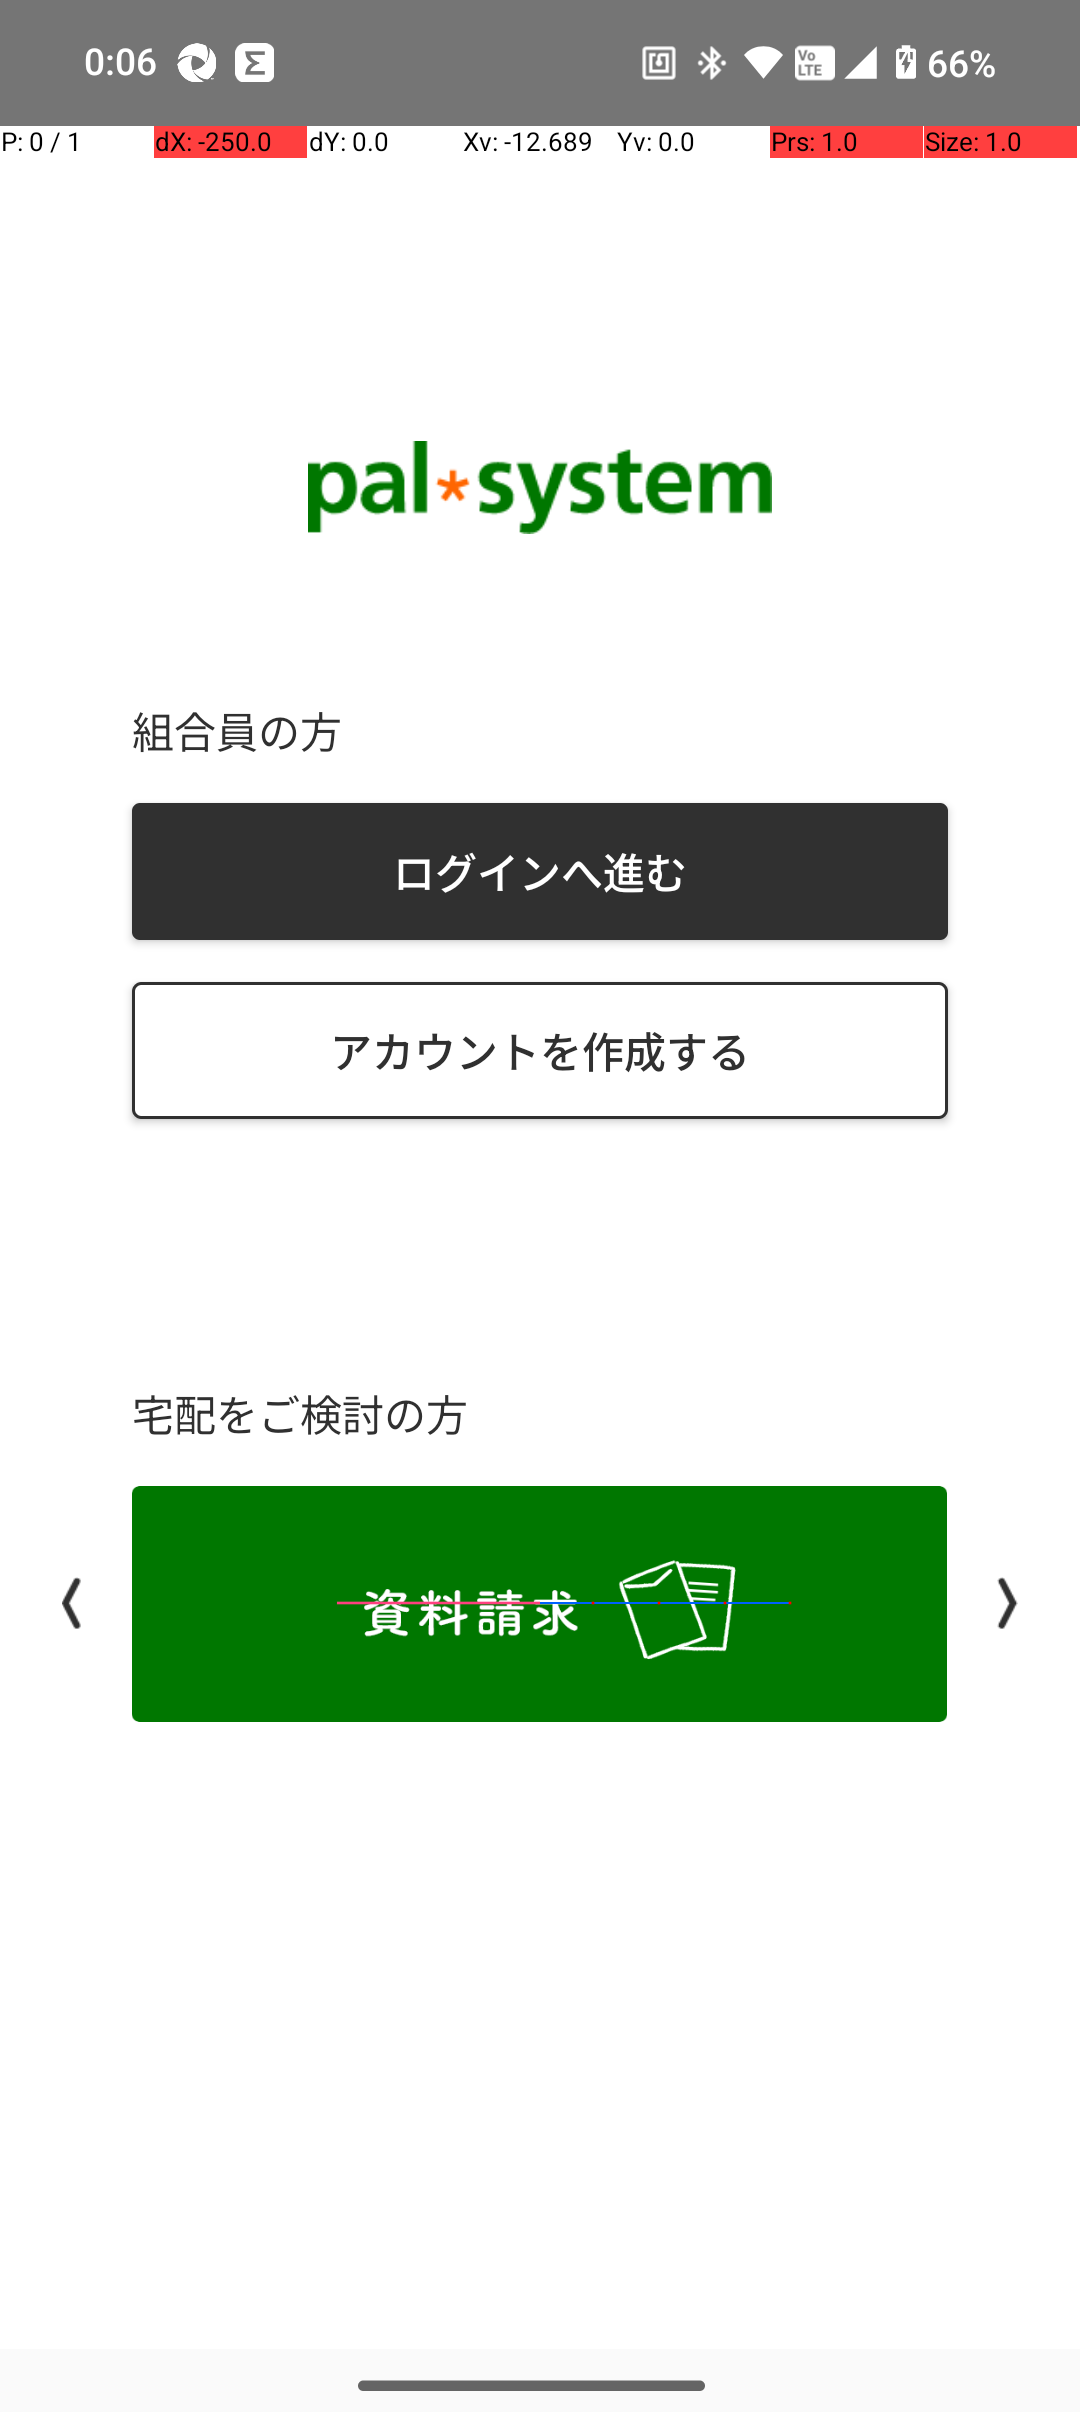 0:06 66%
P: 0 / 1 dX: -250.0 dY: 0.0 Xv: -12.689 Yv: 0.0 Prs: 1.0 Size: 1.0
pal*system
組合員の方
ログインへ進む
アカウントを作成する
宅配をご検討の方
資料請求